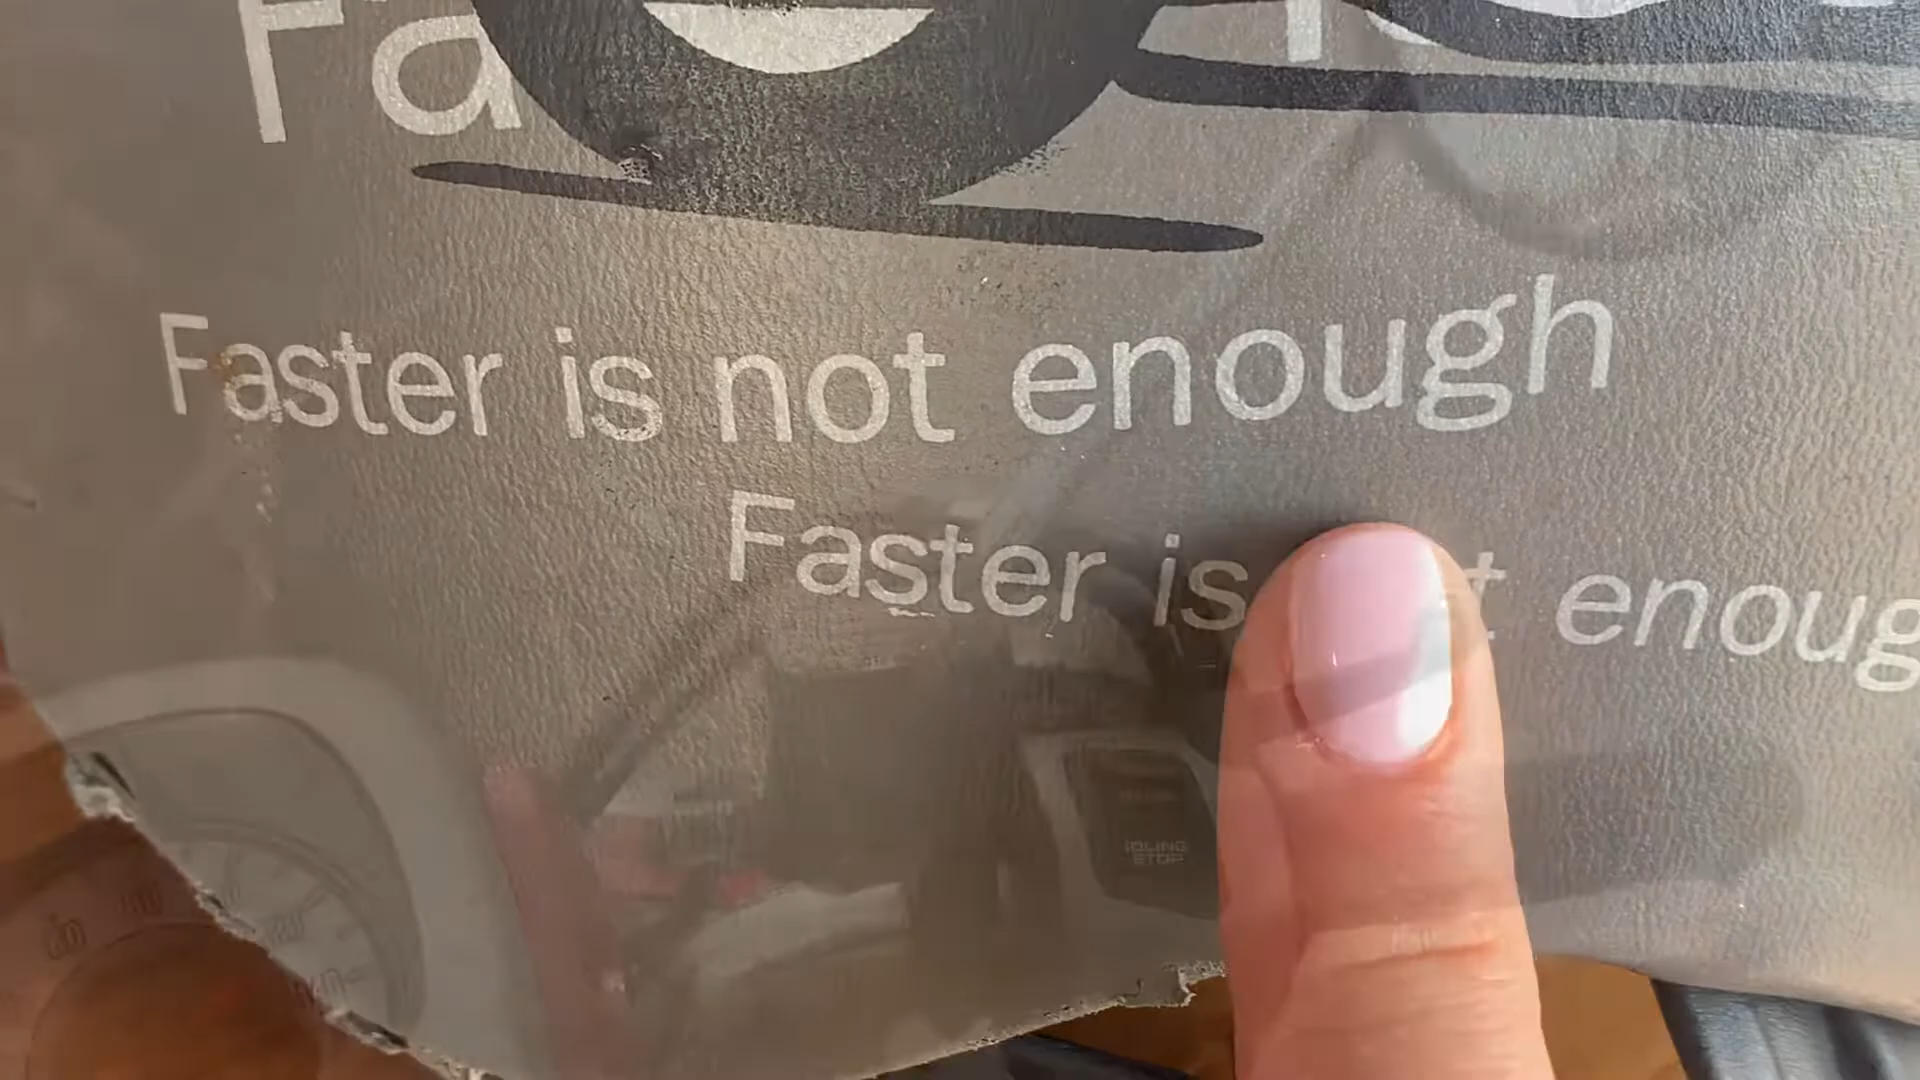 Fa
Faster is not enough
Faster is enoug
IDLING
STOP